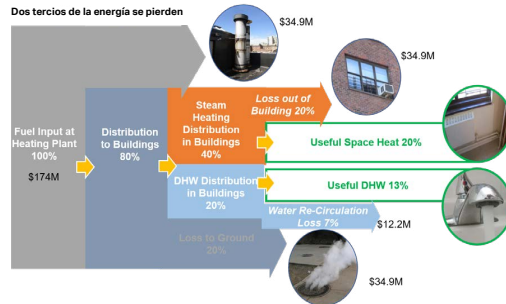 Dos tercios de la energía se pierden
$34.9M
$34.9M
Fuel Input at
Heating Plant
100%
$174M
Distribution
to Buildings
80%
Steam
Heating
Distribution
in Buildings
40%
Loss out of
Building 20%
Useful Space Heat 20%
DHW Distribution
in Buildings
20%
Useful DHW 13%
Water Re-Circulation
Loss 7%
$12.2M
Loss to Ground
20%
$34.9M